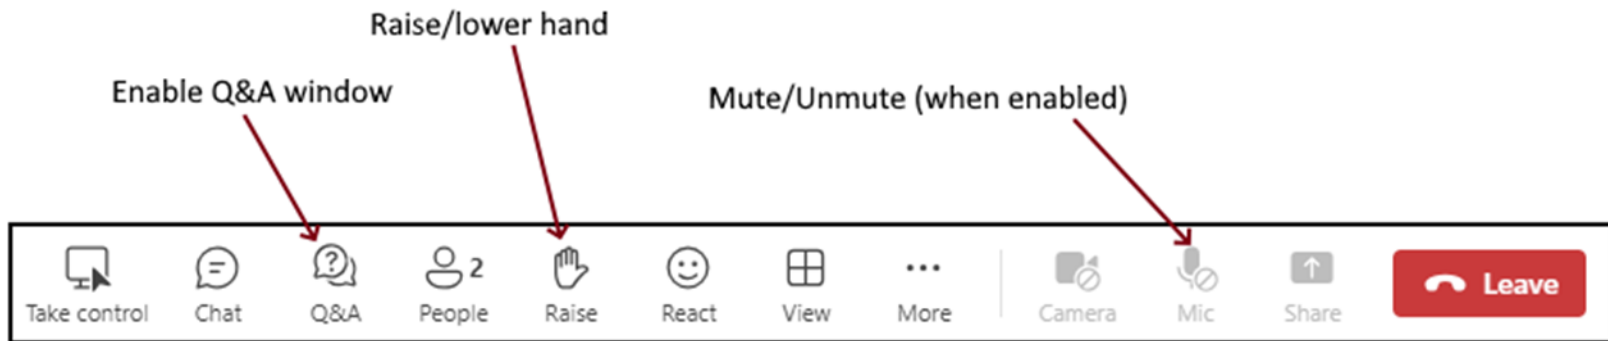 Raise/lower hand
Enable Q&A window
Mute/Unmute (when enabled)
2
Take control Chat Q&A People Raise React View More Camera Mic Share Leave